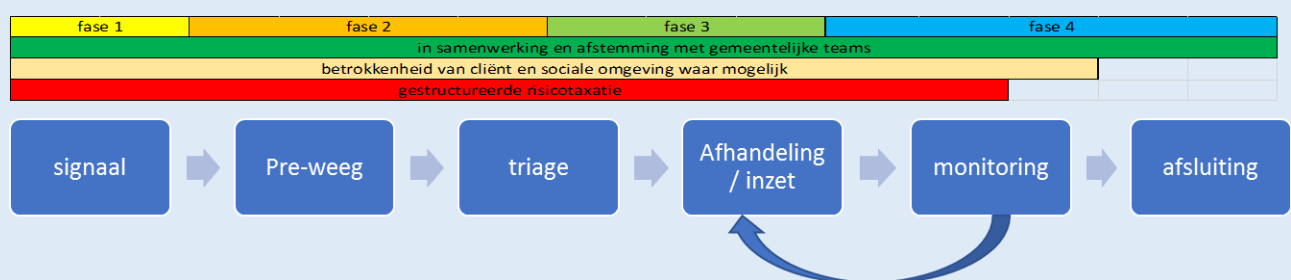 fase 1 fase 2 fase 3 fase 4
in samenwerking en afstemming met gemeentelijke teams
betrokkenheid van cliënt en sociale omgeving waar mogelijk
gestructureerde risicotaxatie
signaal
Pre-weeg
triage
Afhandeling
/ inzet
monitoring
afsluiting